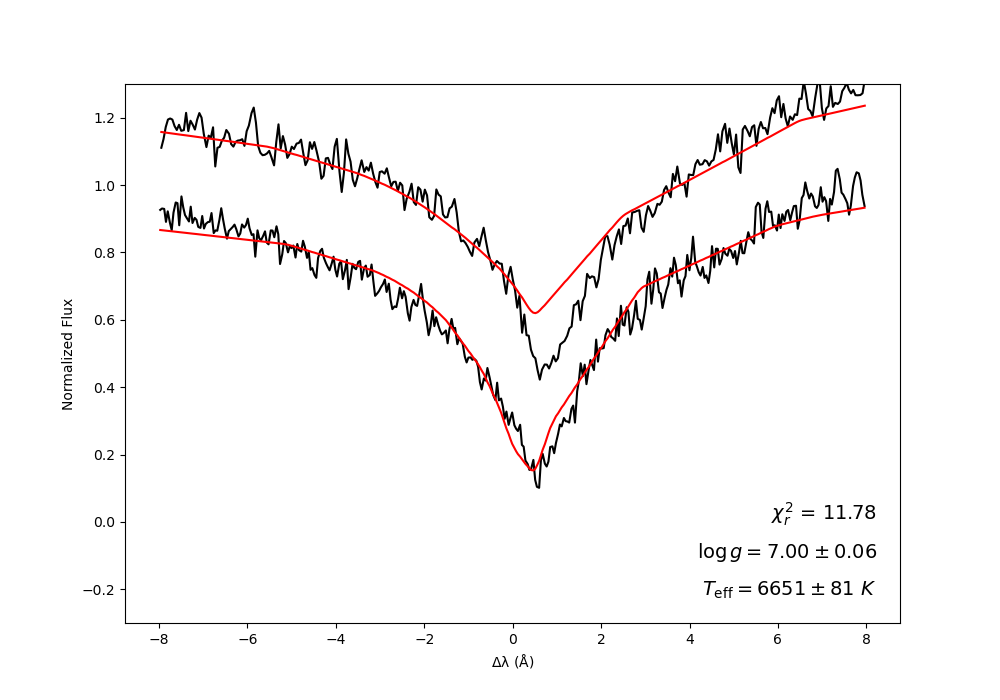 1.2
1.0
0.8
0.6
0.4
0.2
0.0
−0.2
Normalized Flux
χ²ᵣ = 11.78
log g = 7.00 ± 0.06
T_eff = 6651 ± 81 K
−8 −6 −4 −2 0 2 4 6 8
Δλ (Å)